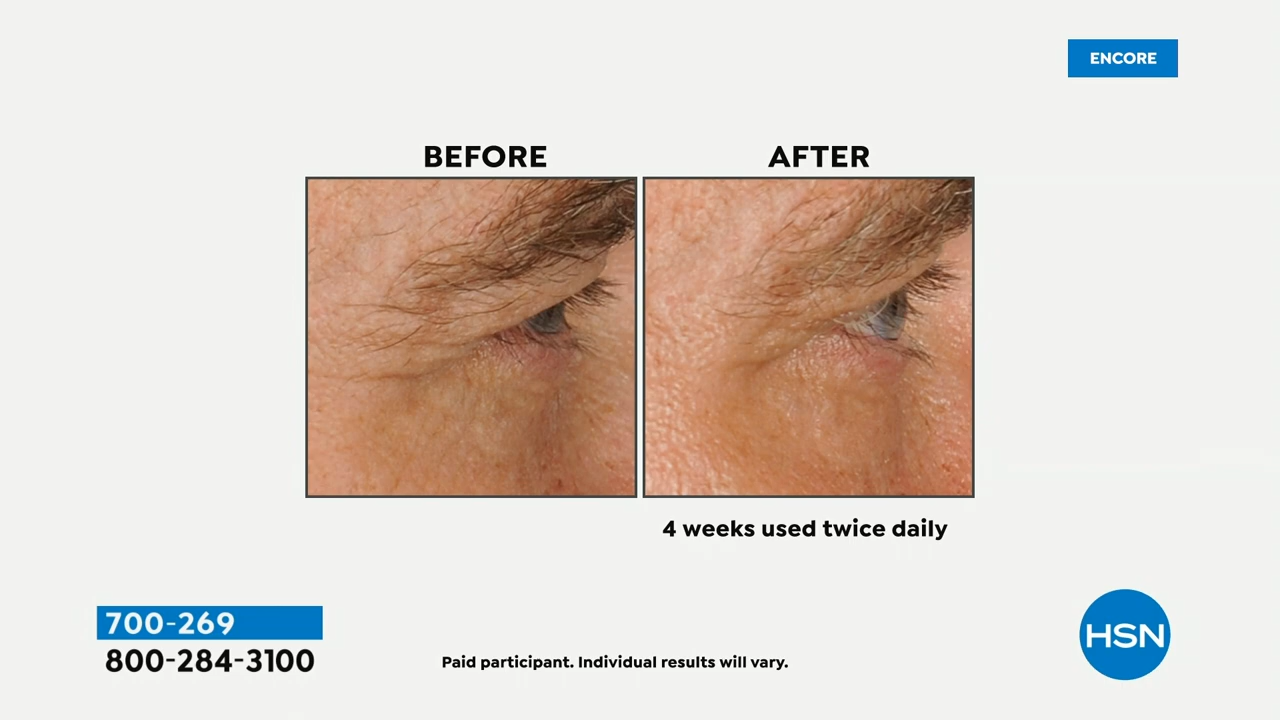 ENCORE
BEFORE
AFTER
4 weeks used twice daily
700-269
800-284-3100
Paid participant. Individual results will vary.
HSN